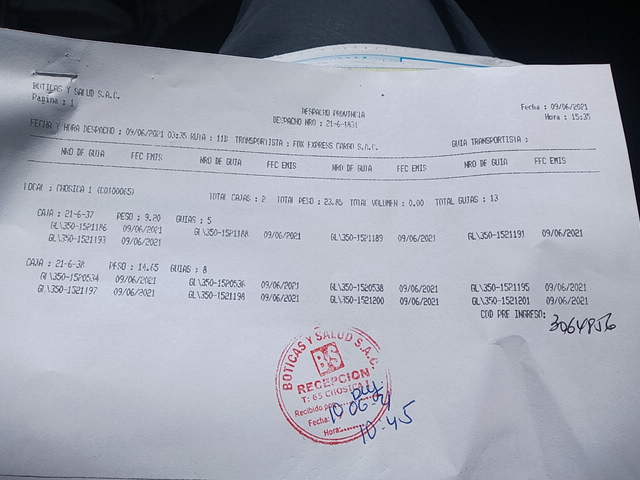 BOTICAS Y SALUD S.A.C.
Pagina : 1
Fecha : 09/06/2021
Hora : 15:35
DESPACHO PROVINCIA
DESPACHO NRO : 21-6-1831
FECHA Y HORA DESPACHO : 09/06/2021 03:35 RUTA : 11D TRANSPORTISTA : FOX EXPRESS CARGO S.A.C. GUIA TRANSPORTISTA :
NRO DE GUIA FEC EMIS NRO DE GUIA FEC EMIS NRO DE GUIA FEC EMIS NRO DE GUIA FEC EMIS
LOCAL : CHOSICA 1 (C0100065) TOTAL CAJAS : 2 TOTAL PESO : 23.85 TOTAL VOLUMEN : 0.00 TOTAL GUIAS : 13
CAJA : 21-6-37 PESO : 9.20 GUIAS : 5
GL\350-1521186 09/06/2021 GL\350-1521188 09/06/2021 GL\350-1521189 09/06/2021 GL\350-1521191 09/06/2021
GL\350-1521193 09/06/2021
CAJA : 21-6-38 PESO : 14.65 GUIAS : 8
GL\350-1520534 09/06/2021 GL\350-1520536 09/06/2021 GL\350-1520538 09/06/2021 GL\350-1521195 09/06/2021
GL\350-1521197 09/06/2021 GL\350-1521198 09/06/2021 GL\350-1521200 09/06/2021 GL\350-1521201 09/06/2021
COD PRE INGRESO: 3064956
BOTICAS Y SALUD S.A.C.
BS
RECEPCION
T: 65 CHOSICA 1
Recibido por:
Fecha: 10 06-21
Hora: 10-45